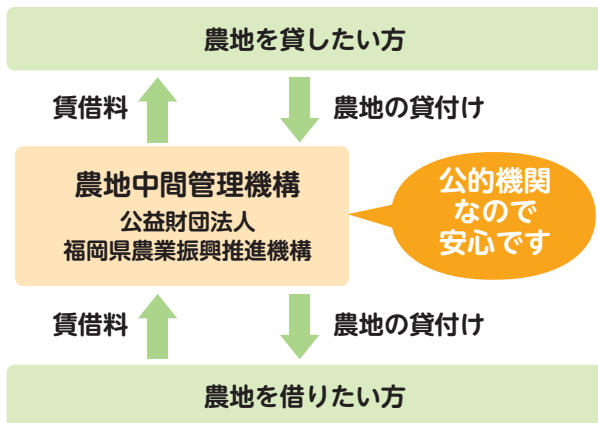 農地を貸したい方
賃借料
農地の貸付け
農地中間管理機構
公益財団法人
福岡県農業振興推進機構
公的機関
なので
安心です
賃借料
農地の貸付け
農地を借りたい方